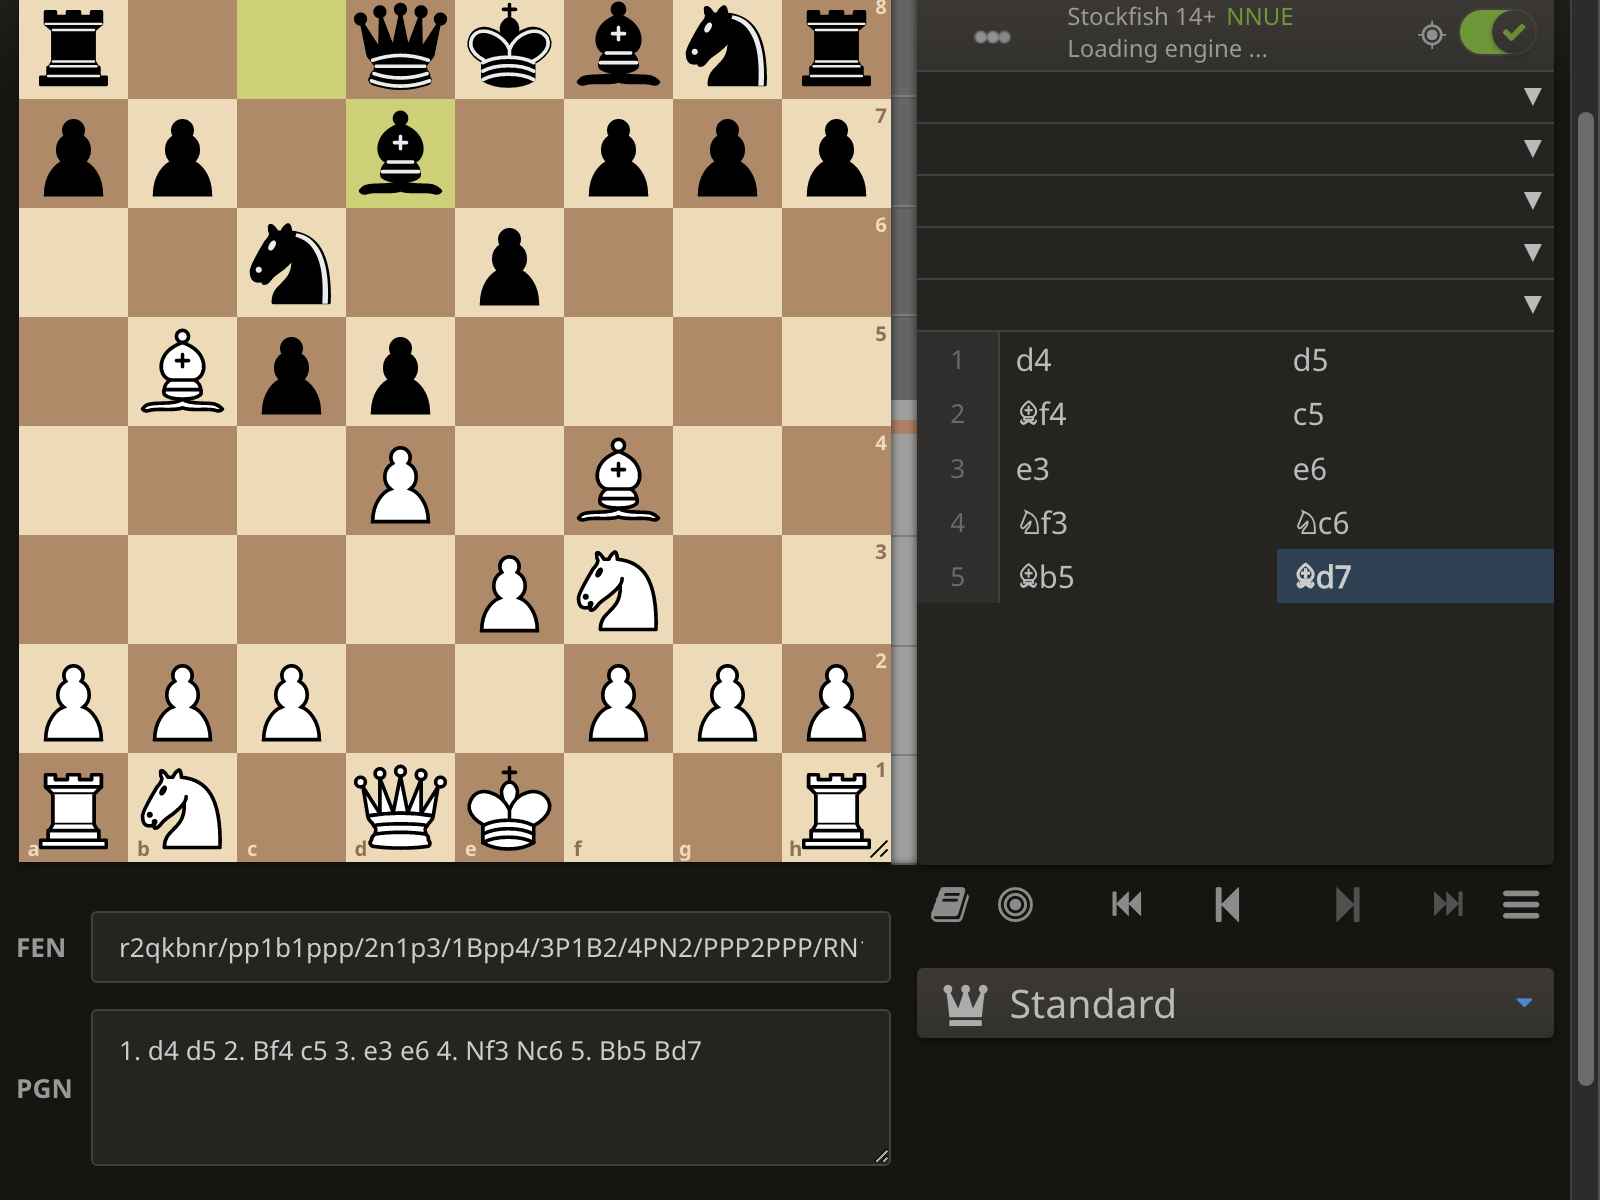 8
7
6
5
4
3
2
1
a b c d e f g h
Stockfish 14+ NNUE
Loading engine ...
1 d4 d5
2 ♗f4 c5
3 e3 e6
4 ♘f3 ♘c6
5 ♗b5 ♗d7
FEN r2qkbnr/pp1b1ppp/2n1p3/1Bpp4/3P1B2/4PN2/PPP2PPP/RN
Standard
PGN 1. d4 d5 2. Bf4 c5 3. e3 e6 4. Nf3 Nc6 5. Bb5 Bd7